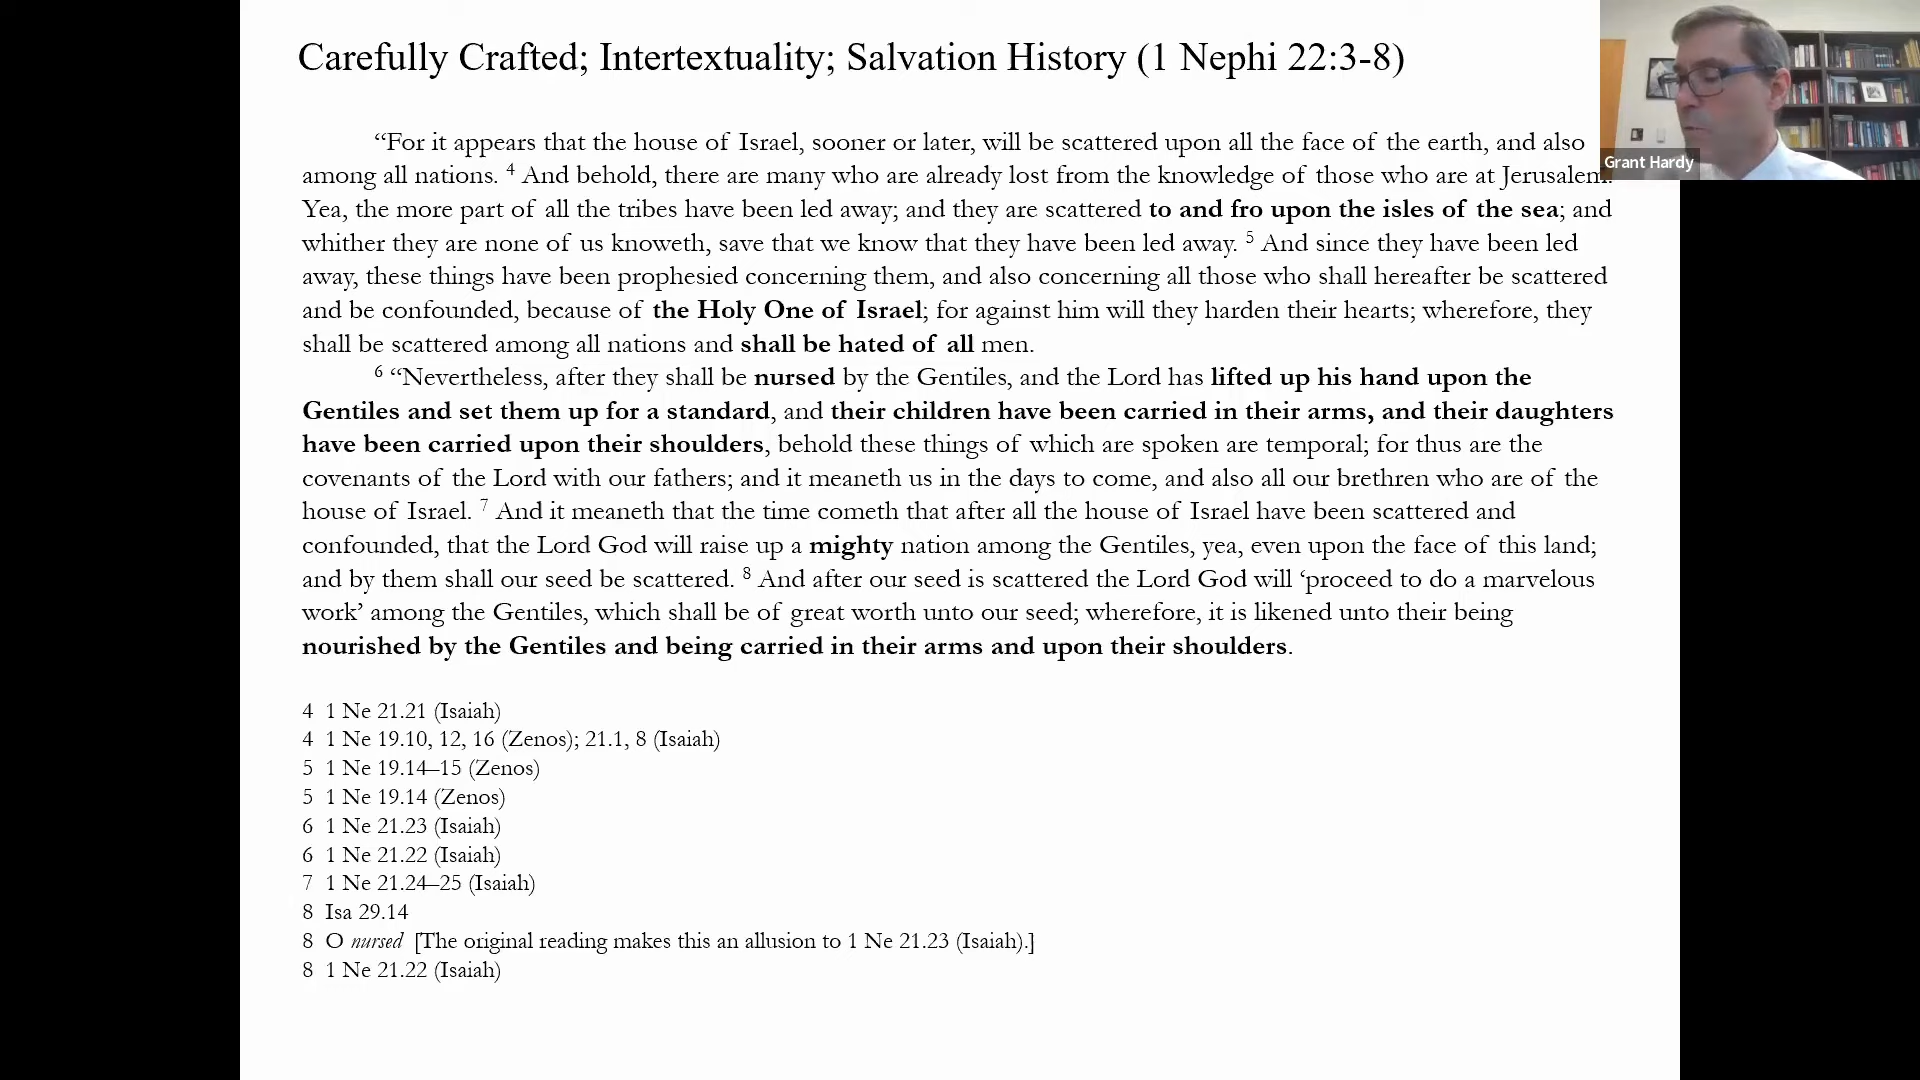 Carefully Crafted; Intertextuality; Salvation History (1 Nephi 22:3-8)
Grant Hardy
“For it appears that the house of Israel, sooner or later, will be scattered upon all the face of the earth, and also
among all nations. 4 And behold, there are many who are already lost from the knowledge of those who are at Jerusalem.
Yea, the more part of all the tribes have been led away; and they are scattered to and fro upon the isles of the sea; and
whither they are none of us knoweth, save that we know that they have been led away. 5 And since they have been led
away, these things have been prophesied concerning them, and also concerning all those who shall hereafter be scattered
and be confounded, because of the Holy One of Israel; for against him will they harden their hearts; wherefore, they
shall be scattered among all nations and shall be hated of all men.
6 “Nevertheless, after they shall be nursed by the Gentiles, and the Lord has lifted up his hand upon the
Gentiles and set them up for a standard, and their children have been carried in their arms, and their daughters
have been carried upon their shoulders, behold these things of which are spoken are temporal; for thus are the
covenants of the Lord with our fathers; and it meaneth us in the days to come, and also all our brethren who are of the
house of Israel. 7 And it meaneth that the time cometh that after all the house of Israel have been scattered and
confounded, that the Lord God will raise up a mighty nation among the Gentiles, yea, even upon the face of this land;
and by them shall our seed be scattered. 8 And after our seed is scattered the Lord God will ‘proceed to do a marvelous
work’ among the Gentiles, which shall be of great worth unto our seed; wherefore, it is likened unto their being
nourished by the Gentiles and being carried in their arms and upon their shoulders.
4 1 Ne 21.21 (Isaiah)
4 1 Ne 19.10, 12, 16 (Zenos); 21.1, 8 (Isaiah)
5 1 Ne 19.14–15 (Zenos)
5 1 Ne 19.14 (Zenos)
6 1 Ne 21.23 (Isaiah)
6 1 Ne 21.22 (Isaiah)
7 1 Ne 21.24–25 (Isaiah)
8 Isa 29.14
8 O nursed [The original reading makes this an allusion to 1 Ne 21.23 (Isaiah).]
8 1 Ne 21.22 (Isaiah)